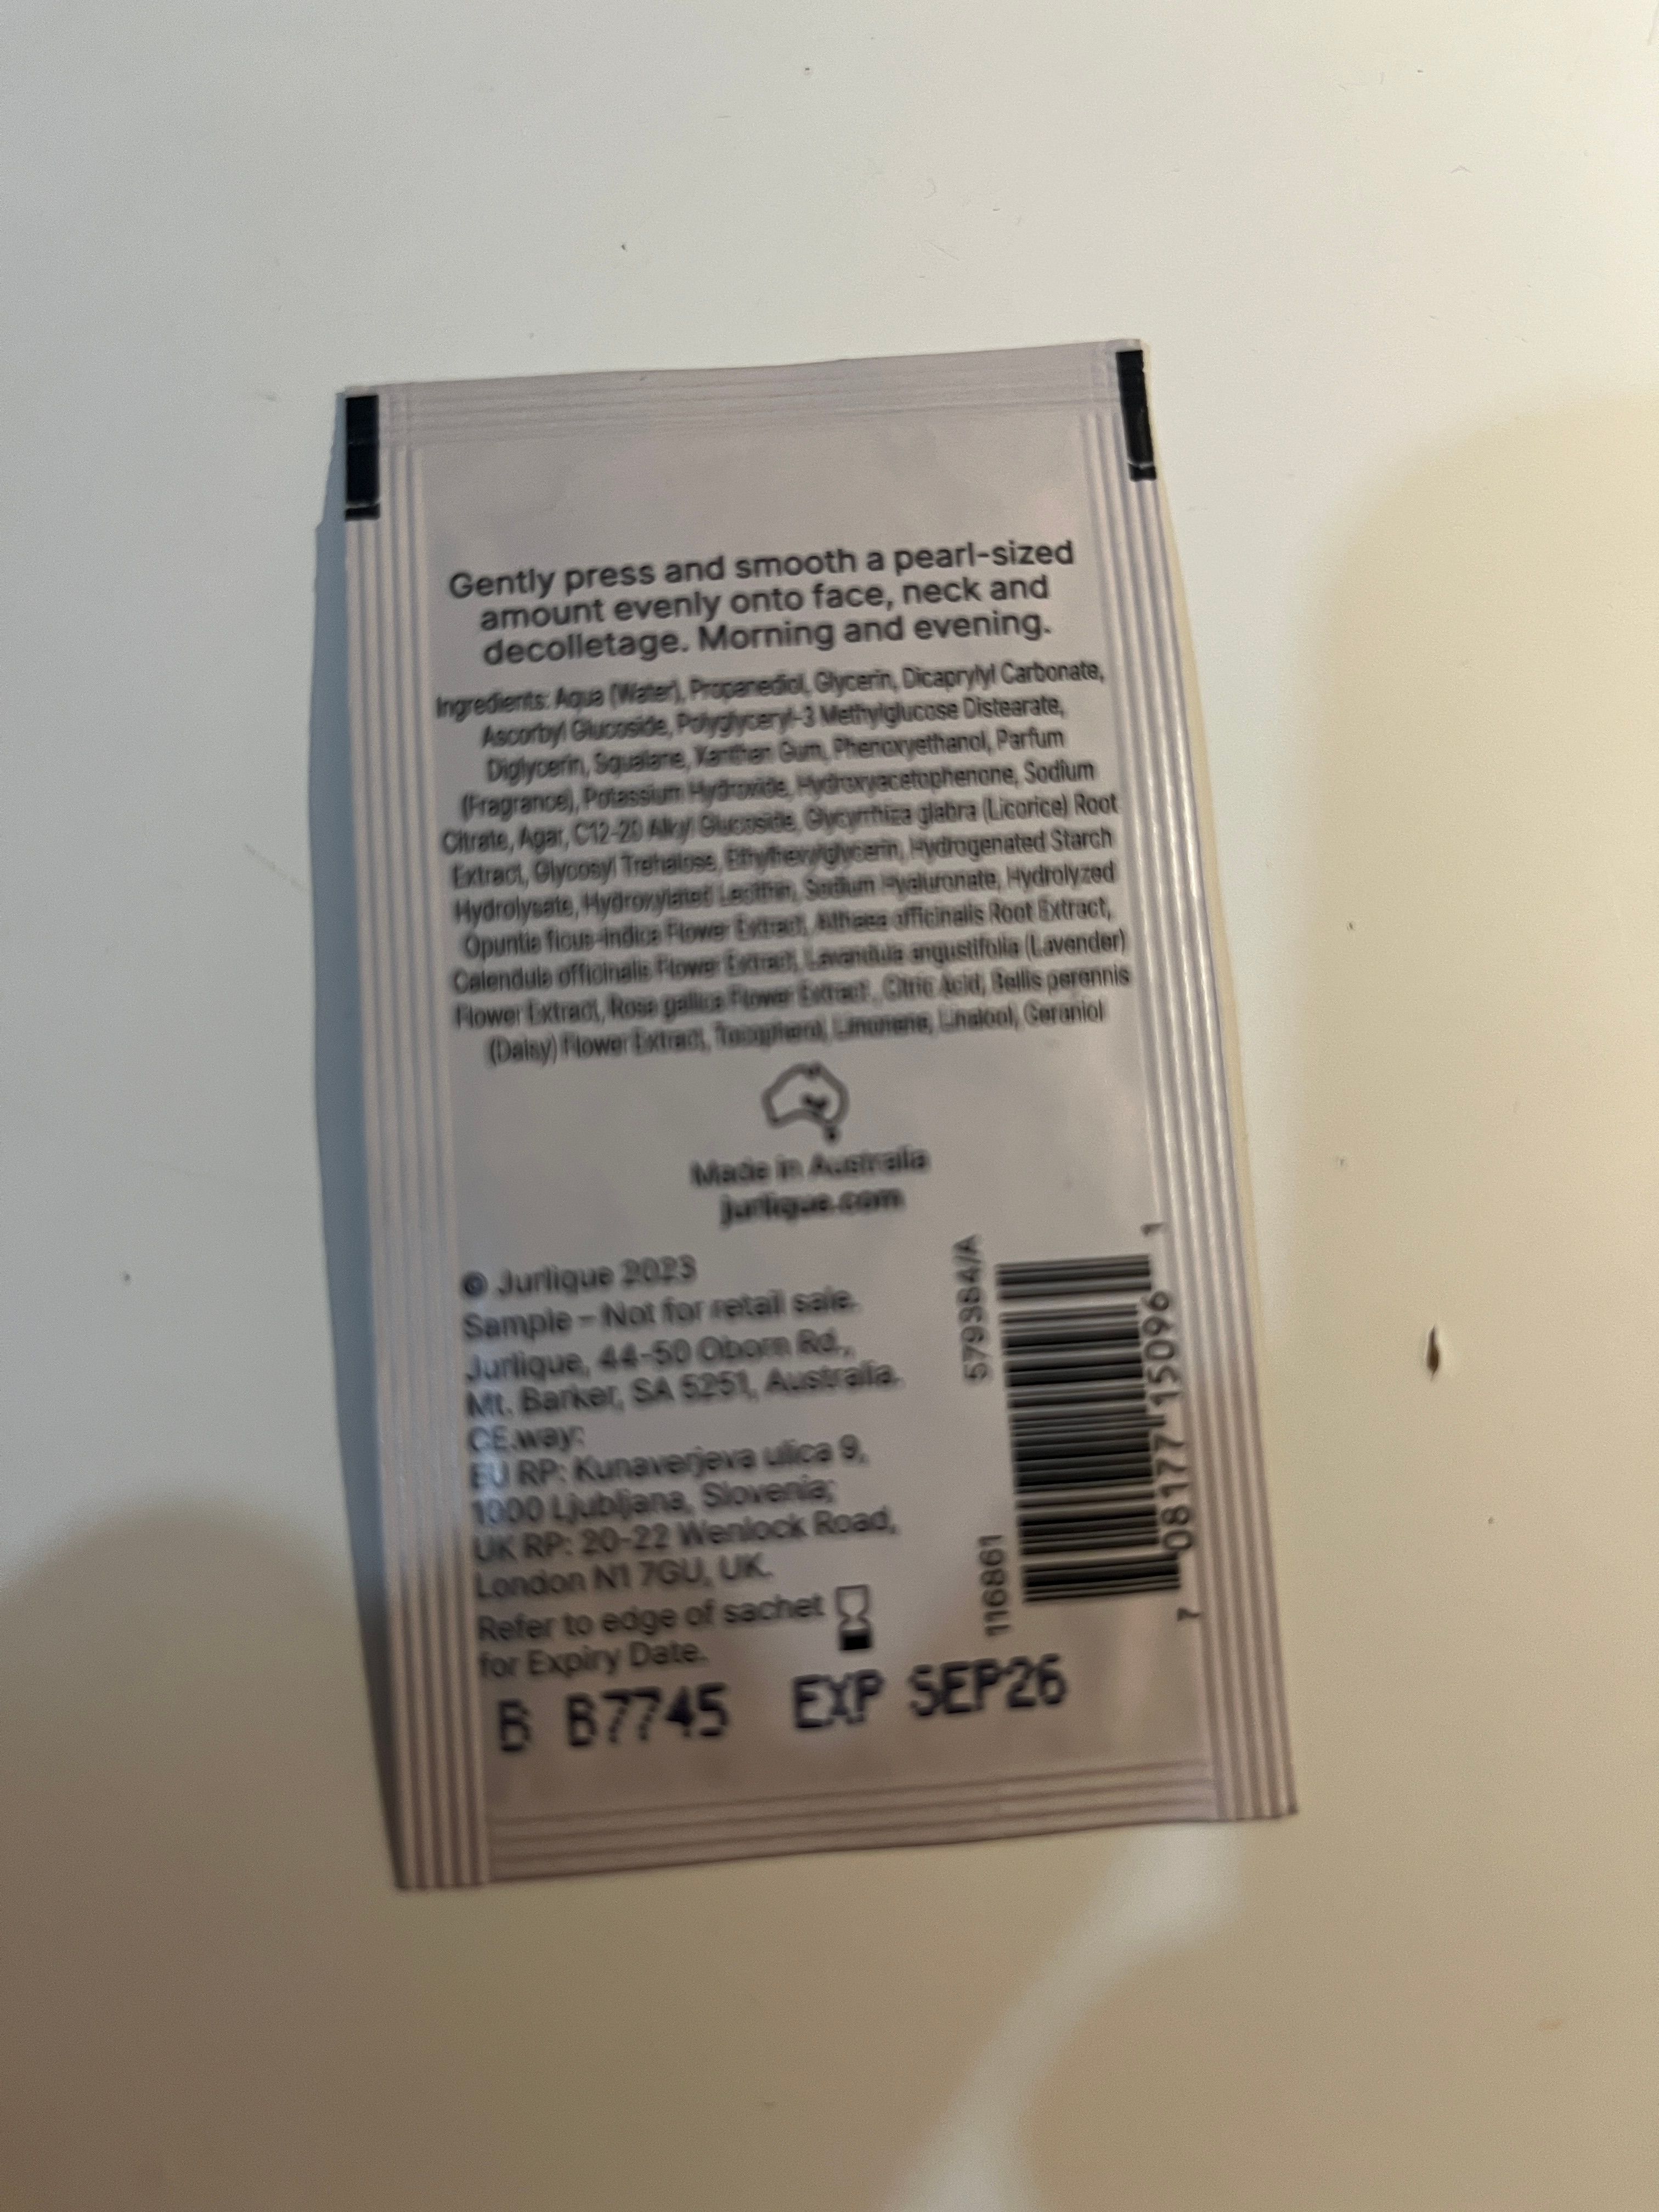 Gently press and smooth a pearl-sized
amount evenly onto face, neck and
decolletage. Morning and evening.
Ingredients: Aqua (Water), Propanediol, Glycerin, Dicaprylyl Carbonate,
Ascorbyl Glucoside, Polyglyceryl-3 Methylglucose Distearate,
Diglycerin, Squalane, Xanthan Gum, Phenoxyethanol, Parfum
(Fragrance), Potassium Hydroxide, Hydroxyacetophenone, Sodium
Citrate, Agar, C12-20 Alkyl Glucoside, Glycyrrhiza glabra (Licorice) Root
Extract, Glycosyl Trehalose, Ethylhexylglycerin, Hydrogenated Starch
Hydrolysate, Hydroxylated Lecithin, Sodium Hyaluronate, Hydrolyzed
Opuntia ficus-indica Flower Extract, Althaea officinalis Root Extract,
Calendula officinalis Flower Extract, Lavandula angustifolia (Lavender)
Flower Extract, Rosa gallica Flower Extract, Citric Acid, Bellis perennis
(Daisy) Flower Extract, Tocopherol, Limonene, Linalool, Geraniol
Made in Australia
jurlique.com
© Jurlique 2023
Sample – Not for retail sale.
Jurlique, 44-50 Oborn Rd.,
Mt. Barker, SA 5251, Australia.
CE.way:
EU RP: Kunaverjeva ulica 9,
1000 Ljubljana, Slovenia;
UK RP: 20-22 Wenlock Road,
London N1 7GU, UK.
Refer to edge of sachet
for Expiry Date.
116861 579384/A
7 08177 15096 1
B B7745 EXP SEP26